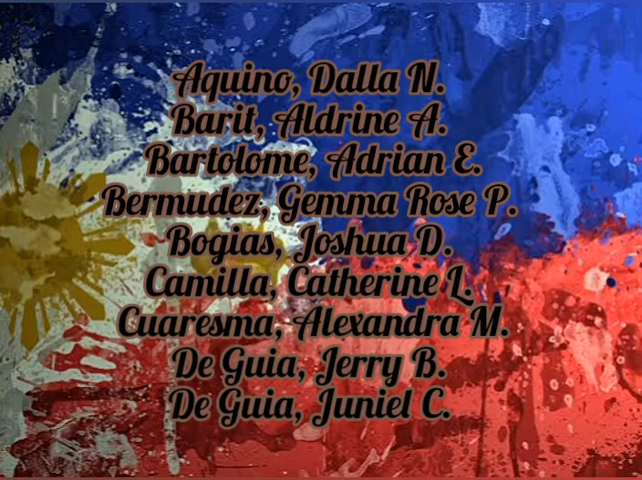 Aquino, Dalla N.
Barit, Aldrine A.
Bartolome, Adrian E.
Bermudez, Gemma Rose P.
Bogias, Joshua D.
Camilla, Catherine L.
Cuaresma, Alexandra M.
De Guia, Jerry B.
De Guia, Juniel C.